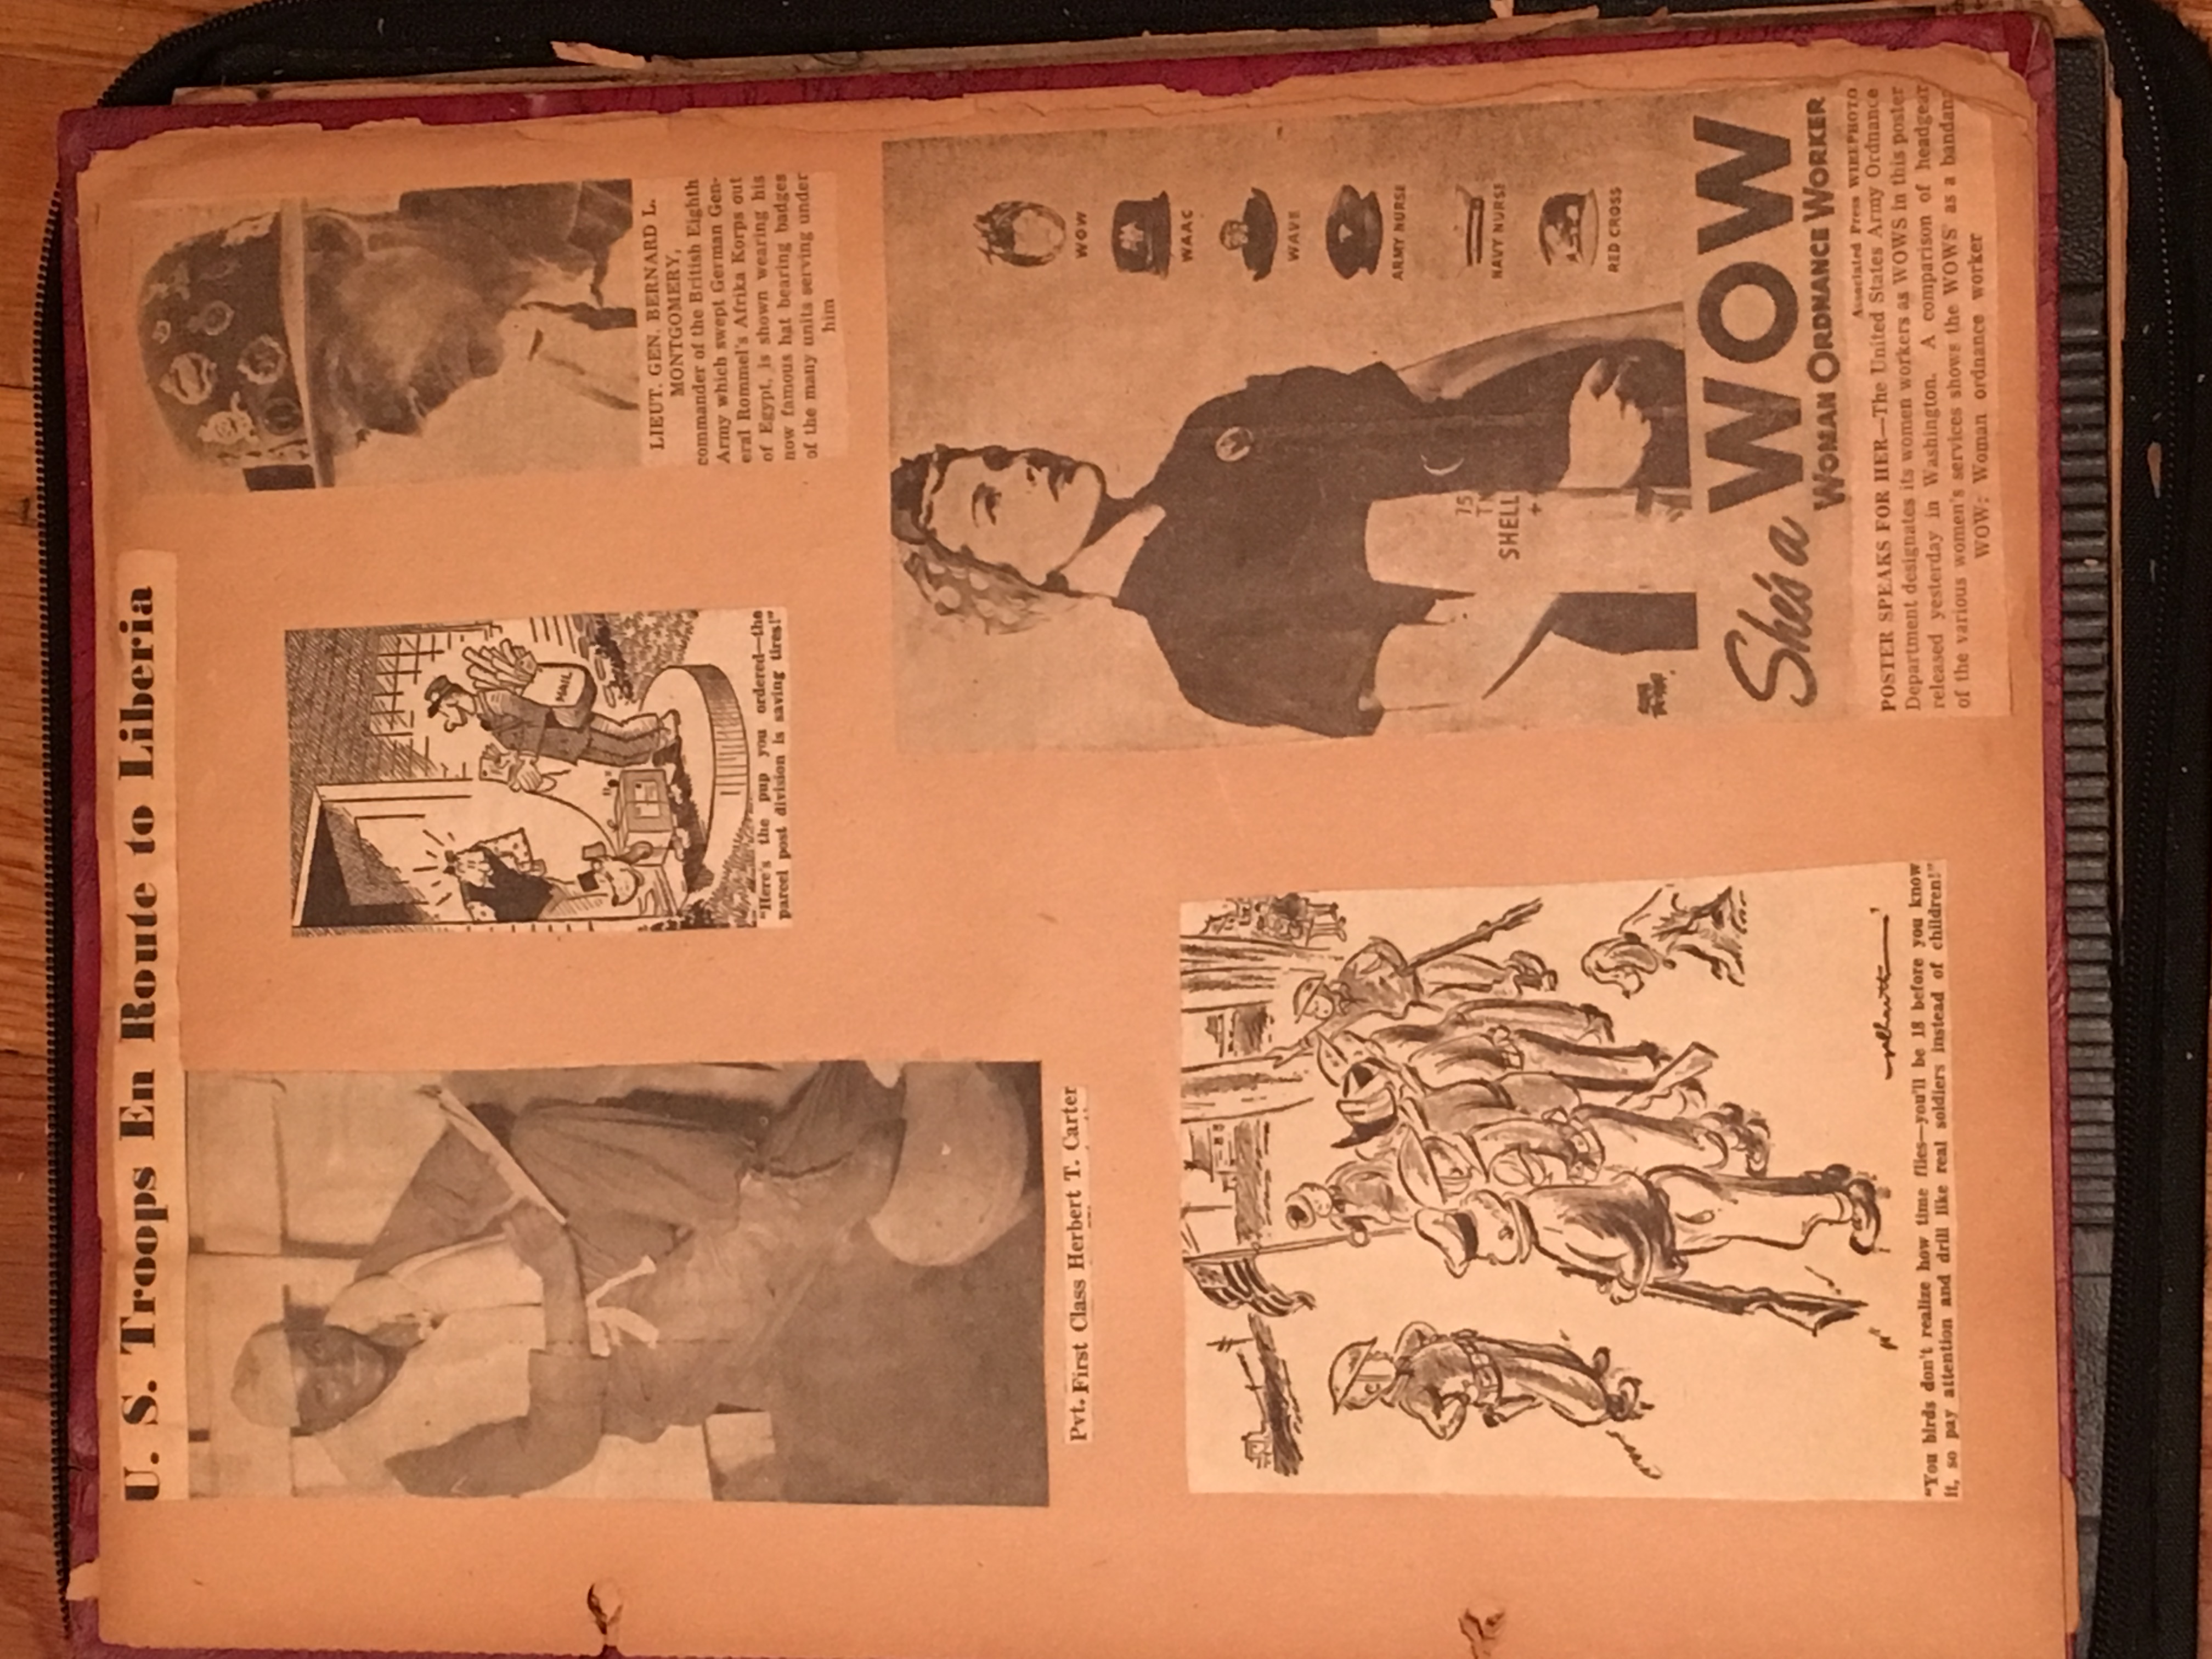 U. S. Troops En Route to Liberia
Pvt. First Class Herbert T. Carter
MAIL
"Here's the pup you ordered—the
parcel post division is saving tires!"
LIEUT. GEN. BERNARD L.
MONTGOMERY,
commander of the British Eighth
Army which swept German Gen-
eral Rommel's Afrika Korps out
of Egypt, is shown wearing his
now famous hat bearing badges
of the many units serving under
him
"You birds don't realize how time flies—you'll be 18 before you know
it, so pay attention and drill like real soldiers instead of children!"
WOW
WAAC
WAVE
ARMY NURSE
NAVY NURSE
RED CROSS
75
SHELL
She's a WOW
WOMAN ORDNANCE WORKER
Associated Press WIREPHOTO
POSTER SPEAKS FOR HER—The United States Army Ordnance
Department designates its women workers as WOWS in this poster
released yesterday in Washington. A comparison of headgear
of the various women's services shows the WOWS' as a bandana
WOW: Woman ordnance worker